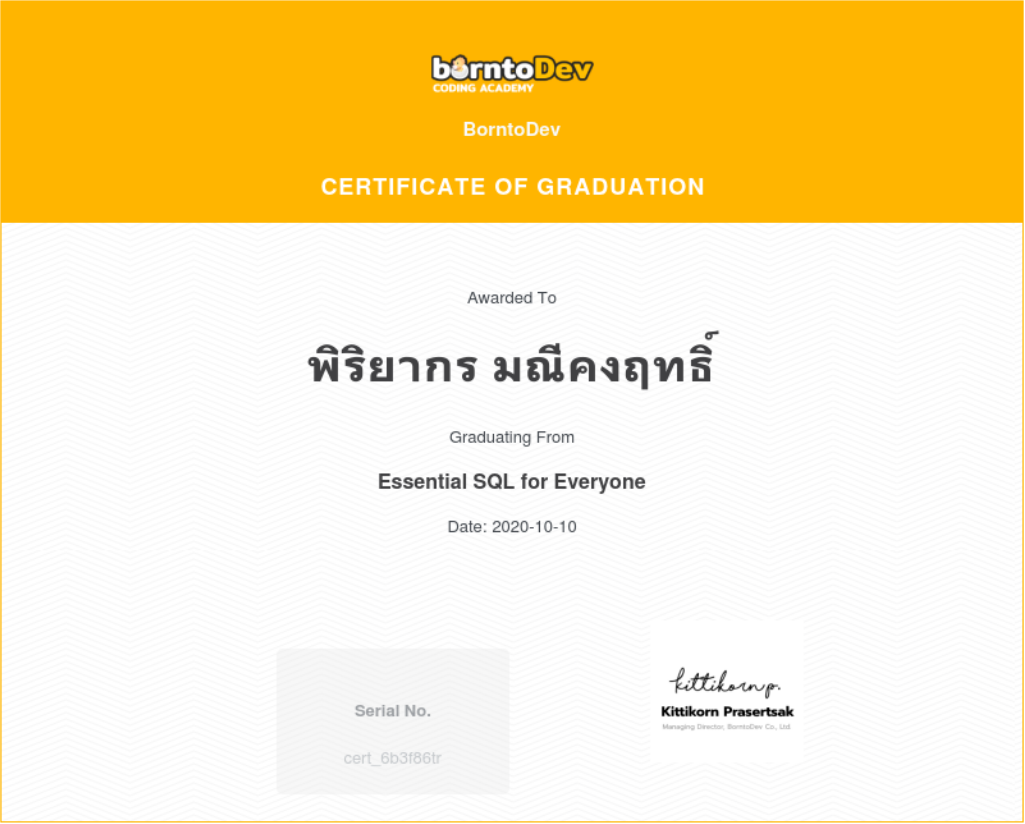 borntoDev
CODING ACADEMY
BorntoDev
CERTIFICATE OF GRADUATION
Awarded To
พิริยากร มณีคงฤทธิ์
Graduating From
Essential SQL for Everyone
Date: 2020-10-10
Serial No.
cert_6b3f86tr
kittikorn p.
Kittikorn Prasertsak
Managing Director, BorntoDev Co., Ltd.